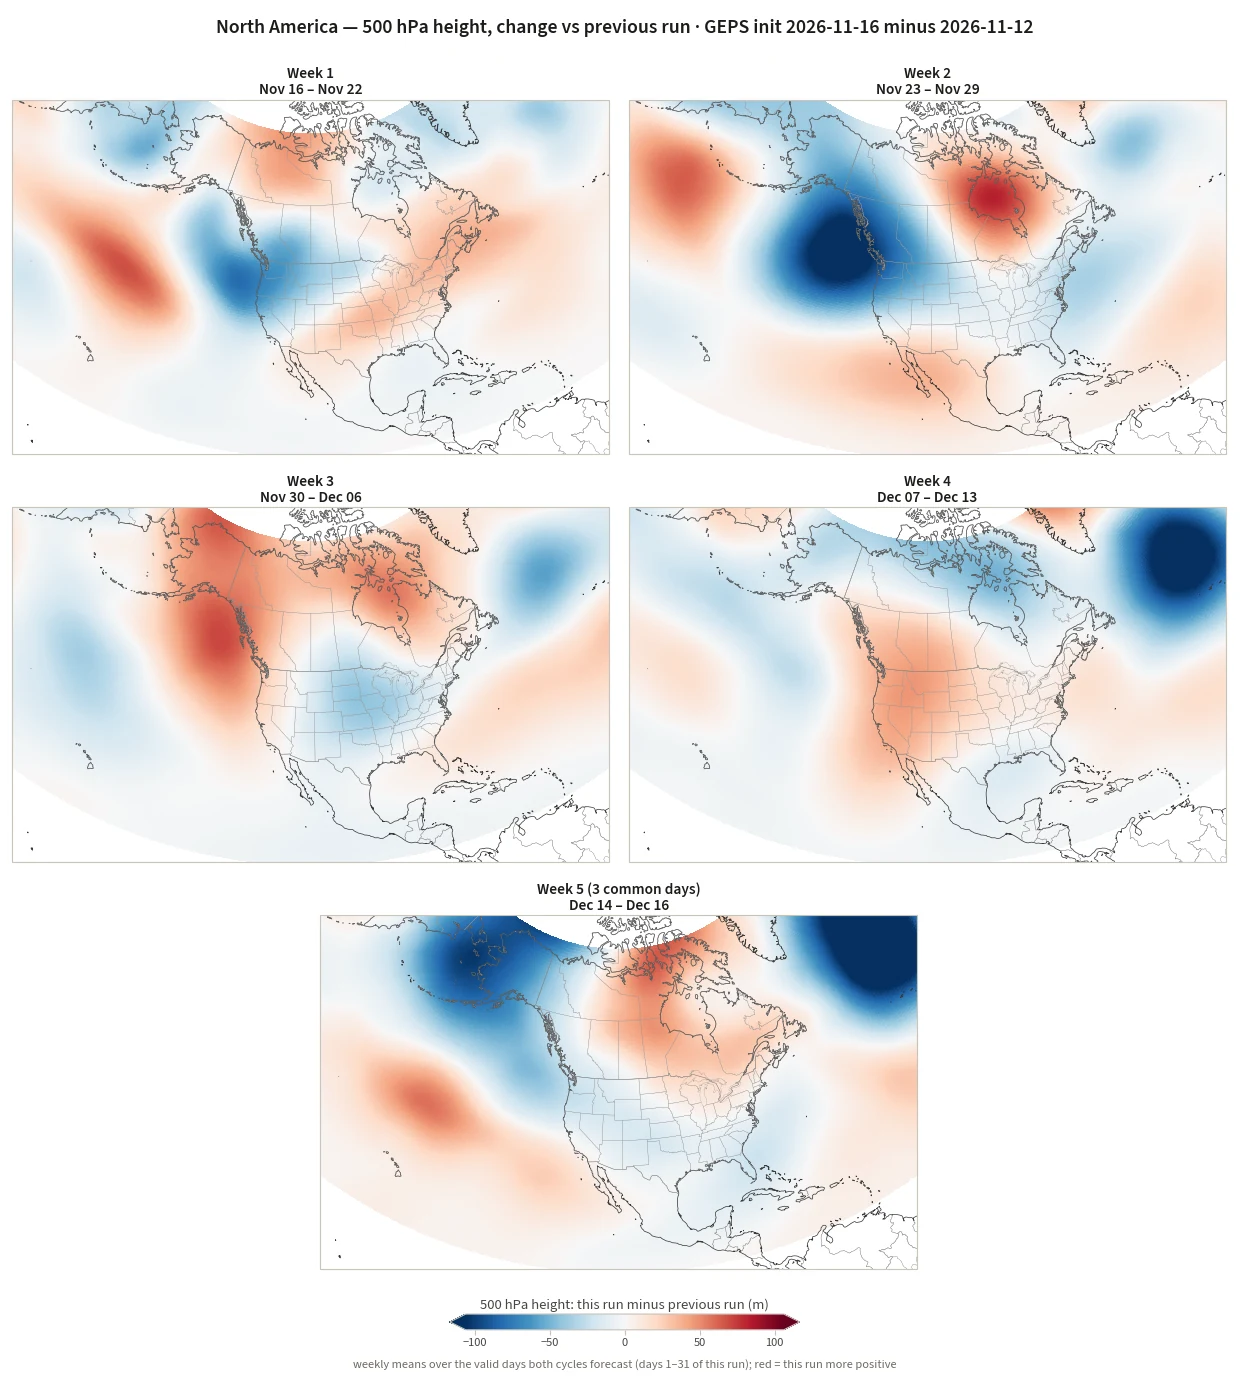 North America — 500 hPa height, change vs previous run · GEPS init 2026-11-16 minus 2026-11-12
Week 1
Nov 16 – Nov 22
Week 2
Nov 23 – Nov 29
Week 3
Nov 30 – Dec 06
Week 4
Dec 07 – Dec 13
Week 5 (3 common days)
Dec 14 – Dec 16
500 hPa height: this run minus previous run (m)
−100 −50 0 50 100
weekly means over the valid days both cycles forecast (days 1–31 of this run); red = this run more positive